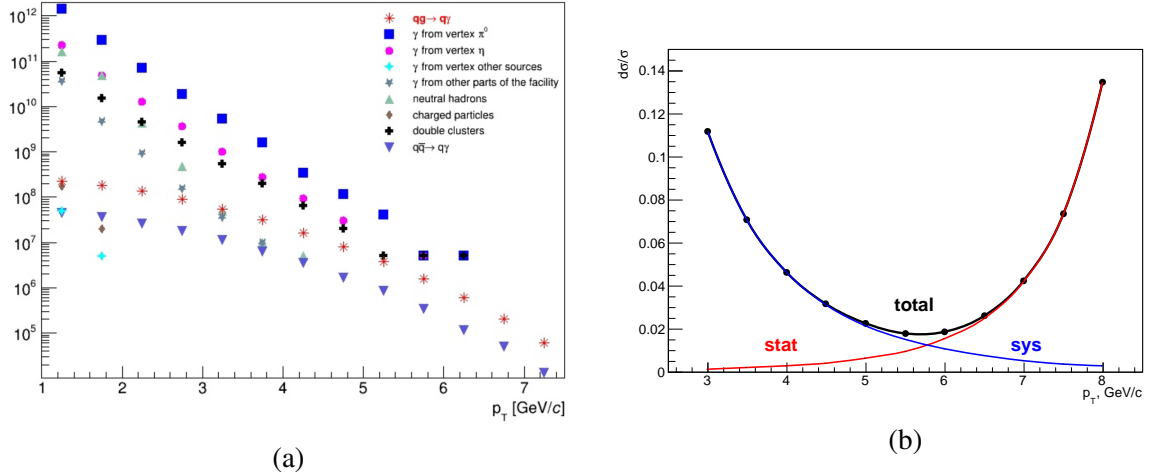 10¹²
10¹¹
10¹⁰
10⁹
10⁸
10⁷
10⁶
10⁵
1 2 3 4 5 6 7
p_T [GeV/c]
qg→ qγ
γ from vertex π⁰
γ from vertex η
γ from vertex other sources
γ from other parts of the facility
neutral hadrons
charged particles
double clusters
qq̅→ qγ
(a)
dσ/σ
0.14
0.12
0.1
0.08
0.06
0.04
0.02
0
3 4 5 6 7 8
p_T, GeV/c
total
stat
sys
(b)